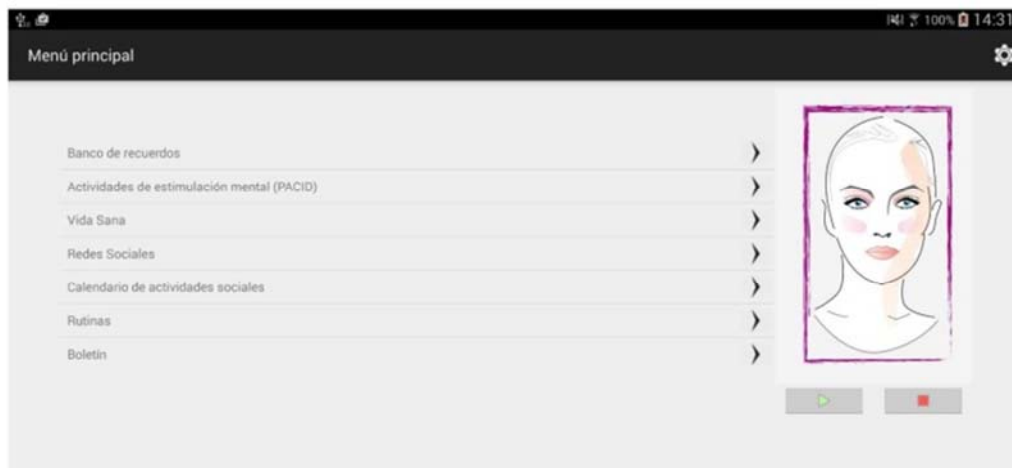 100% 14:31
Menú principal
Banco de recuerdos
Actividades de estimulación mental (PACID)
Vida Sana
Redes Sociales
Calendario de actividades sociales
Rutinas
Boletín